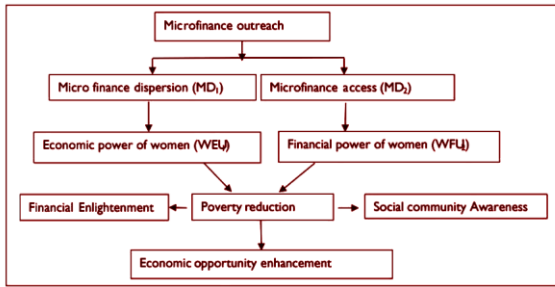 Microfinance outreach
Micro finance dispersion (MD₁)
Microfinance access (MD₂)
Economic power of women (WEU)
Financial power of women (WFU)
Financial Enlightenment
Poverty reduction
Social community Awareness
Economic opportunity enhancement